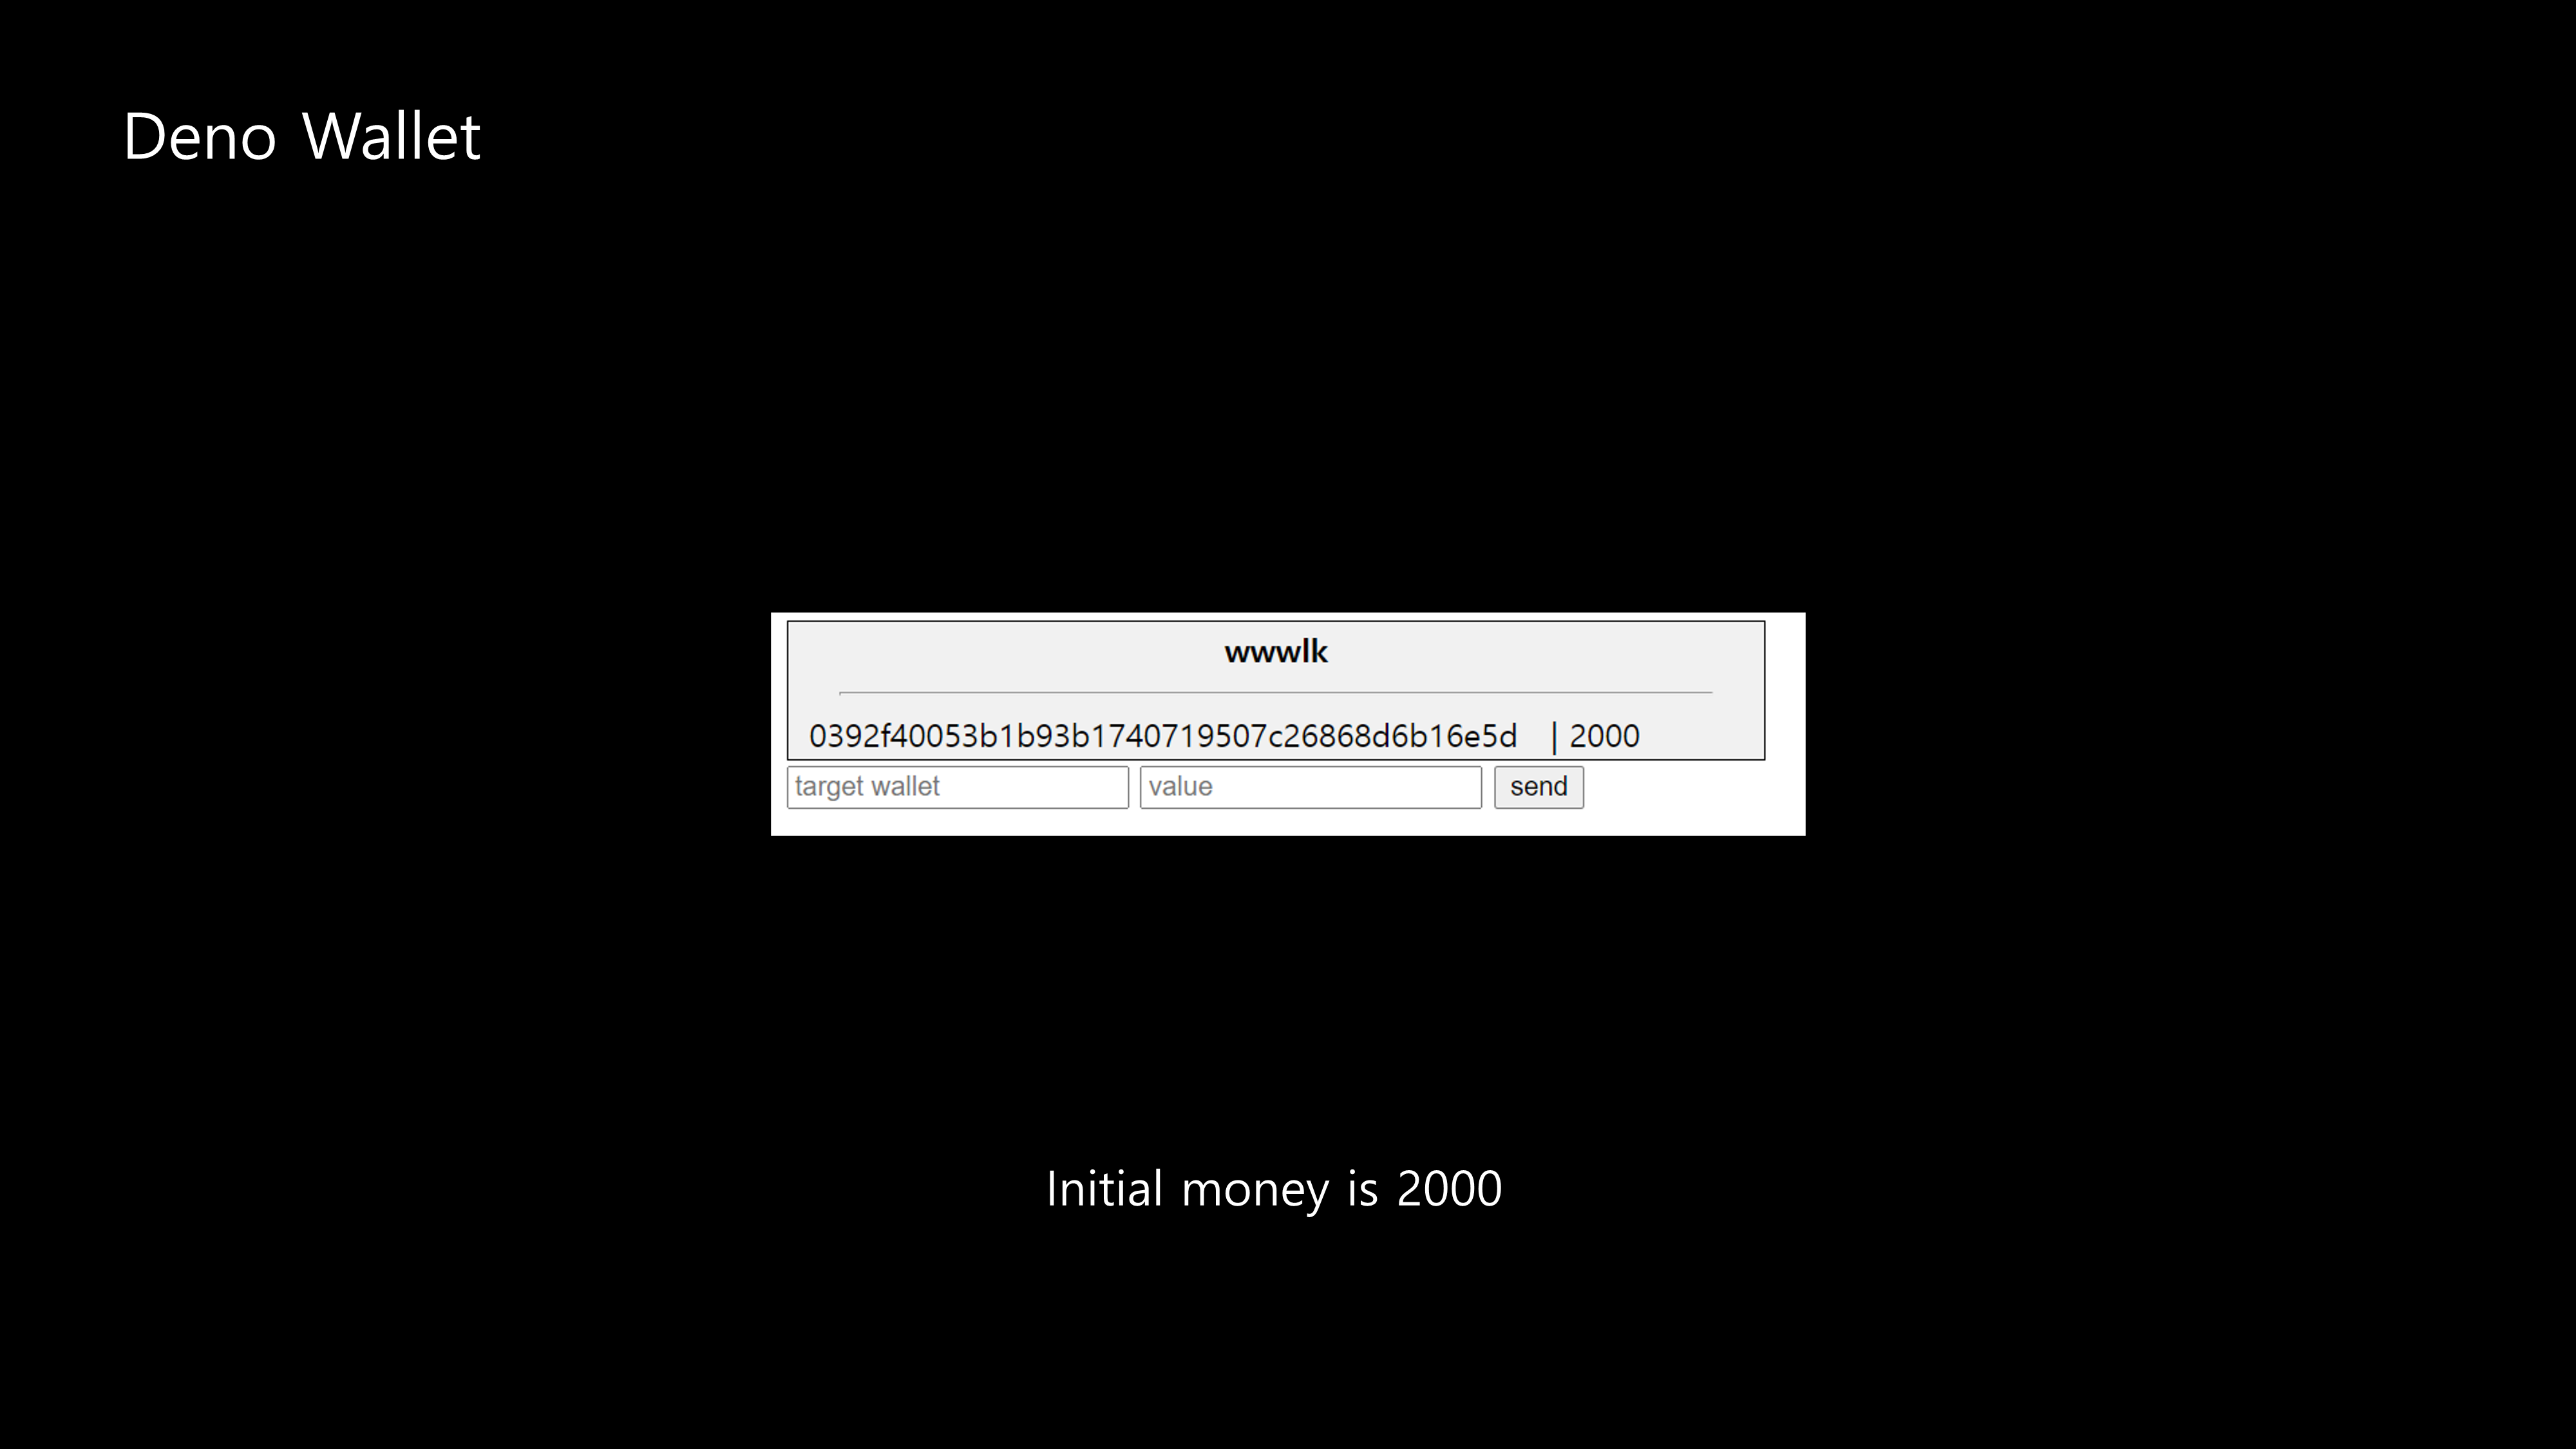 Deno Wallet
wwwlk
0392f40053b1b93b1740719507c26868d6b16e5d | 2000
target wallet value send
Initial money is 2000